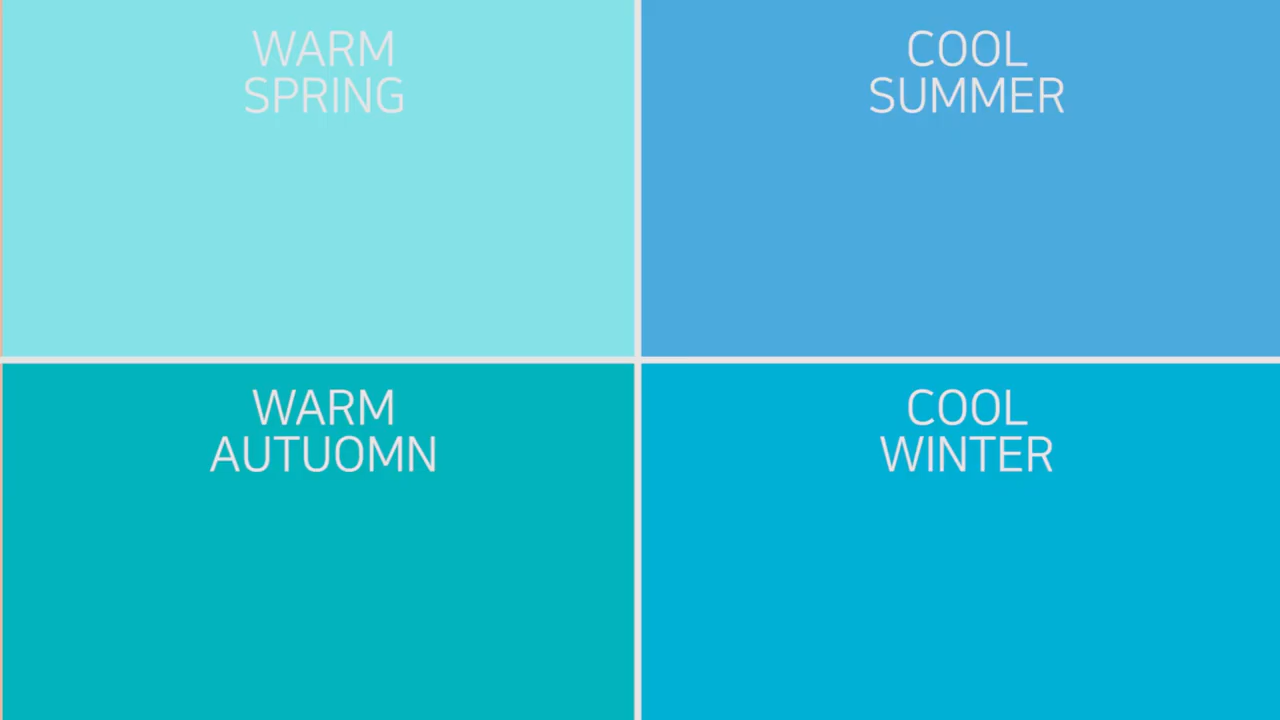 WARM
SPRING
COOL
SUMMER
WARM
AUTUOMN
COOL
WINTER